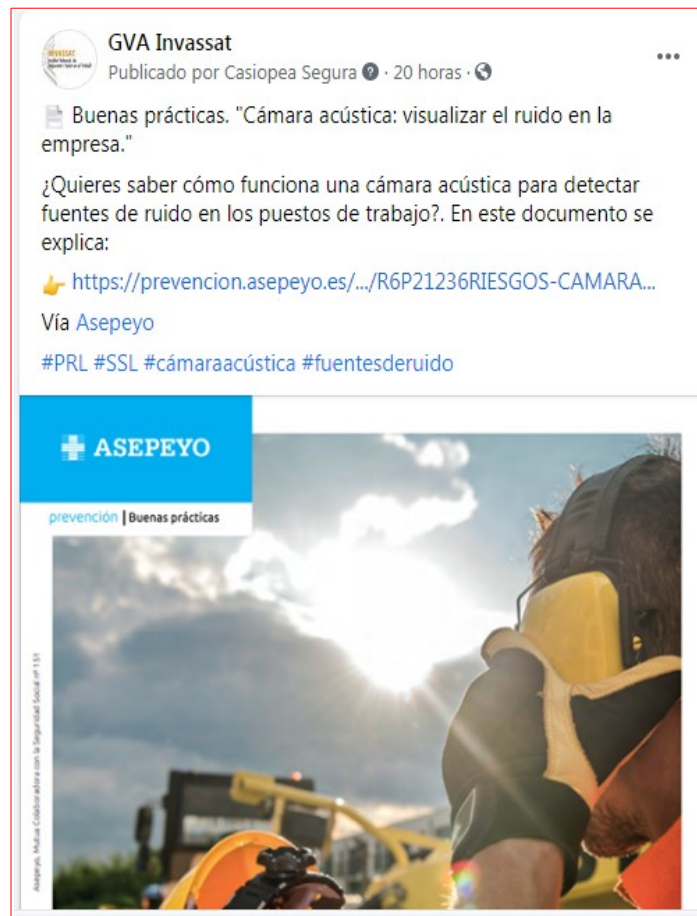 GVA Invassat
Publicado por Casiopea Segura · 20 horas ·
Buenas prácticas. "Cámara acústica: visualizar el ruido en la
empresa."
¿Quieres saber cómo funciona una cámara acústica para detectar
fuentes de ruido en los puestos de trabajo?. En este documento se
explica:
https://prevencion.asepeyo.es/.../R6P21236RIESGOS-CAMARA...
Vía Asepeyo
#PRL #SSL #cámaraacústica #fuentesderuido
ASEPEYO
prevención | Buenas prácticas
Asepeyo, Mutua Colaboradora con la Seguridad Social nº 151